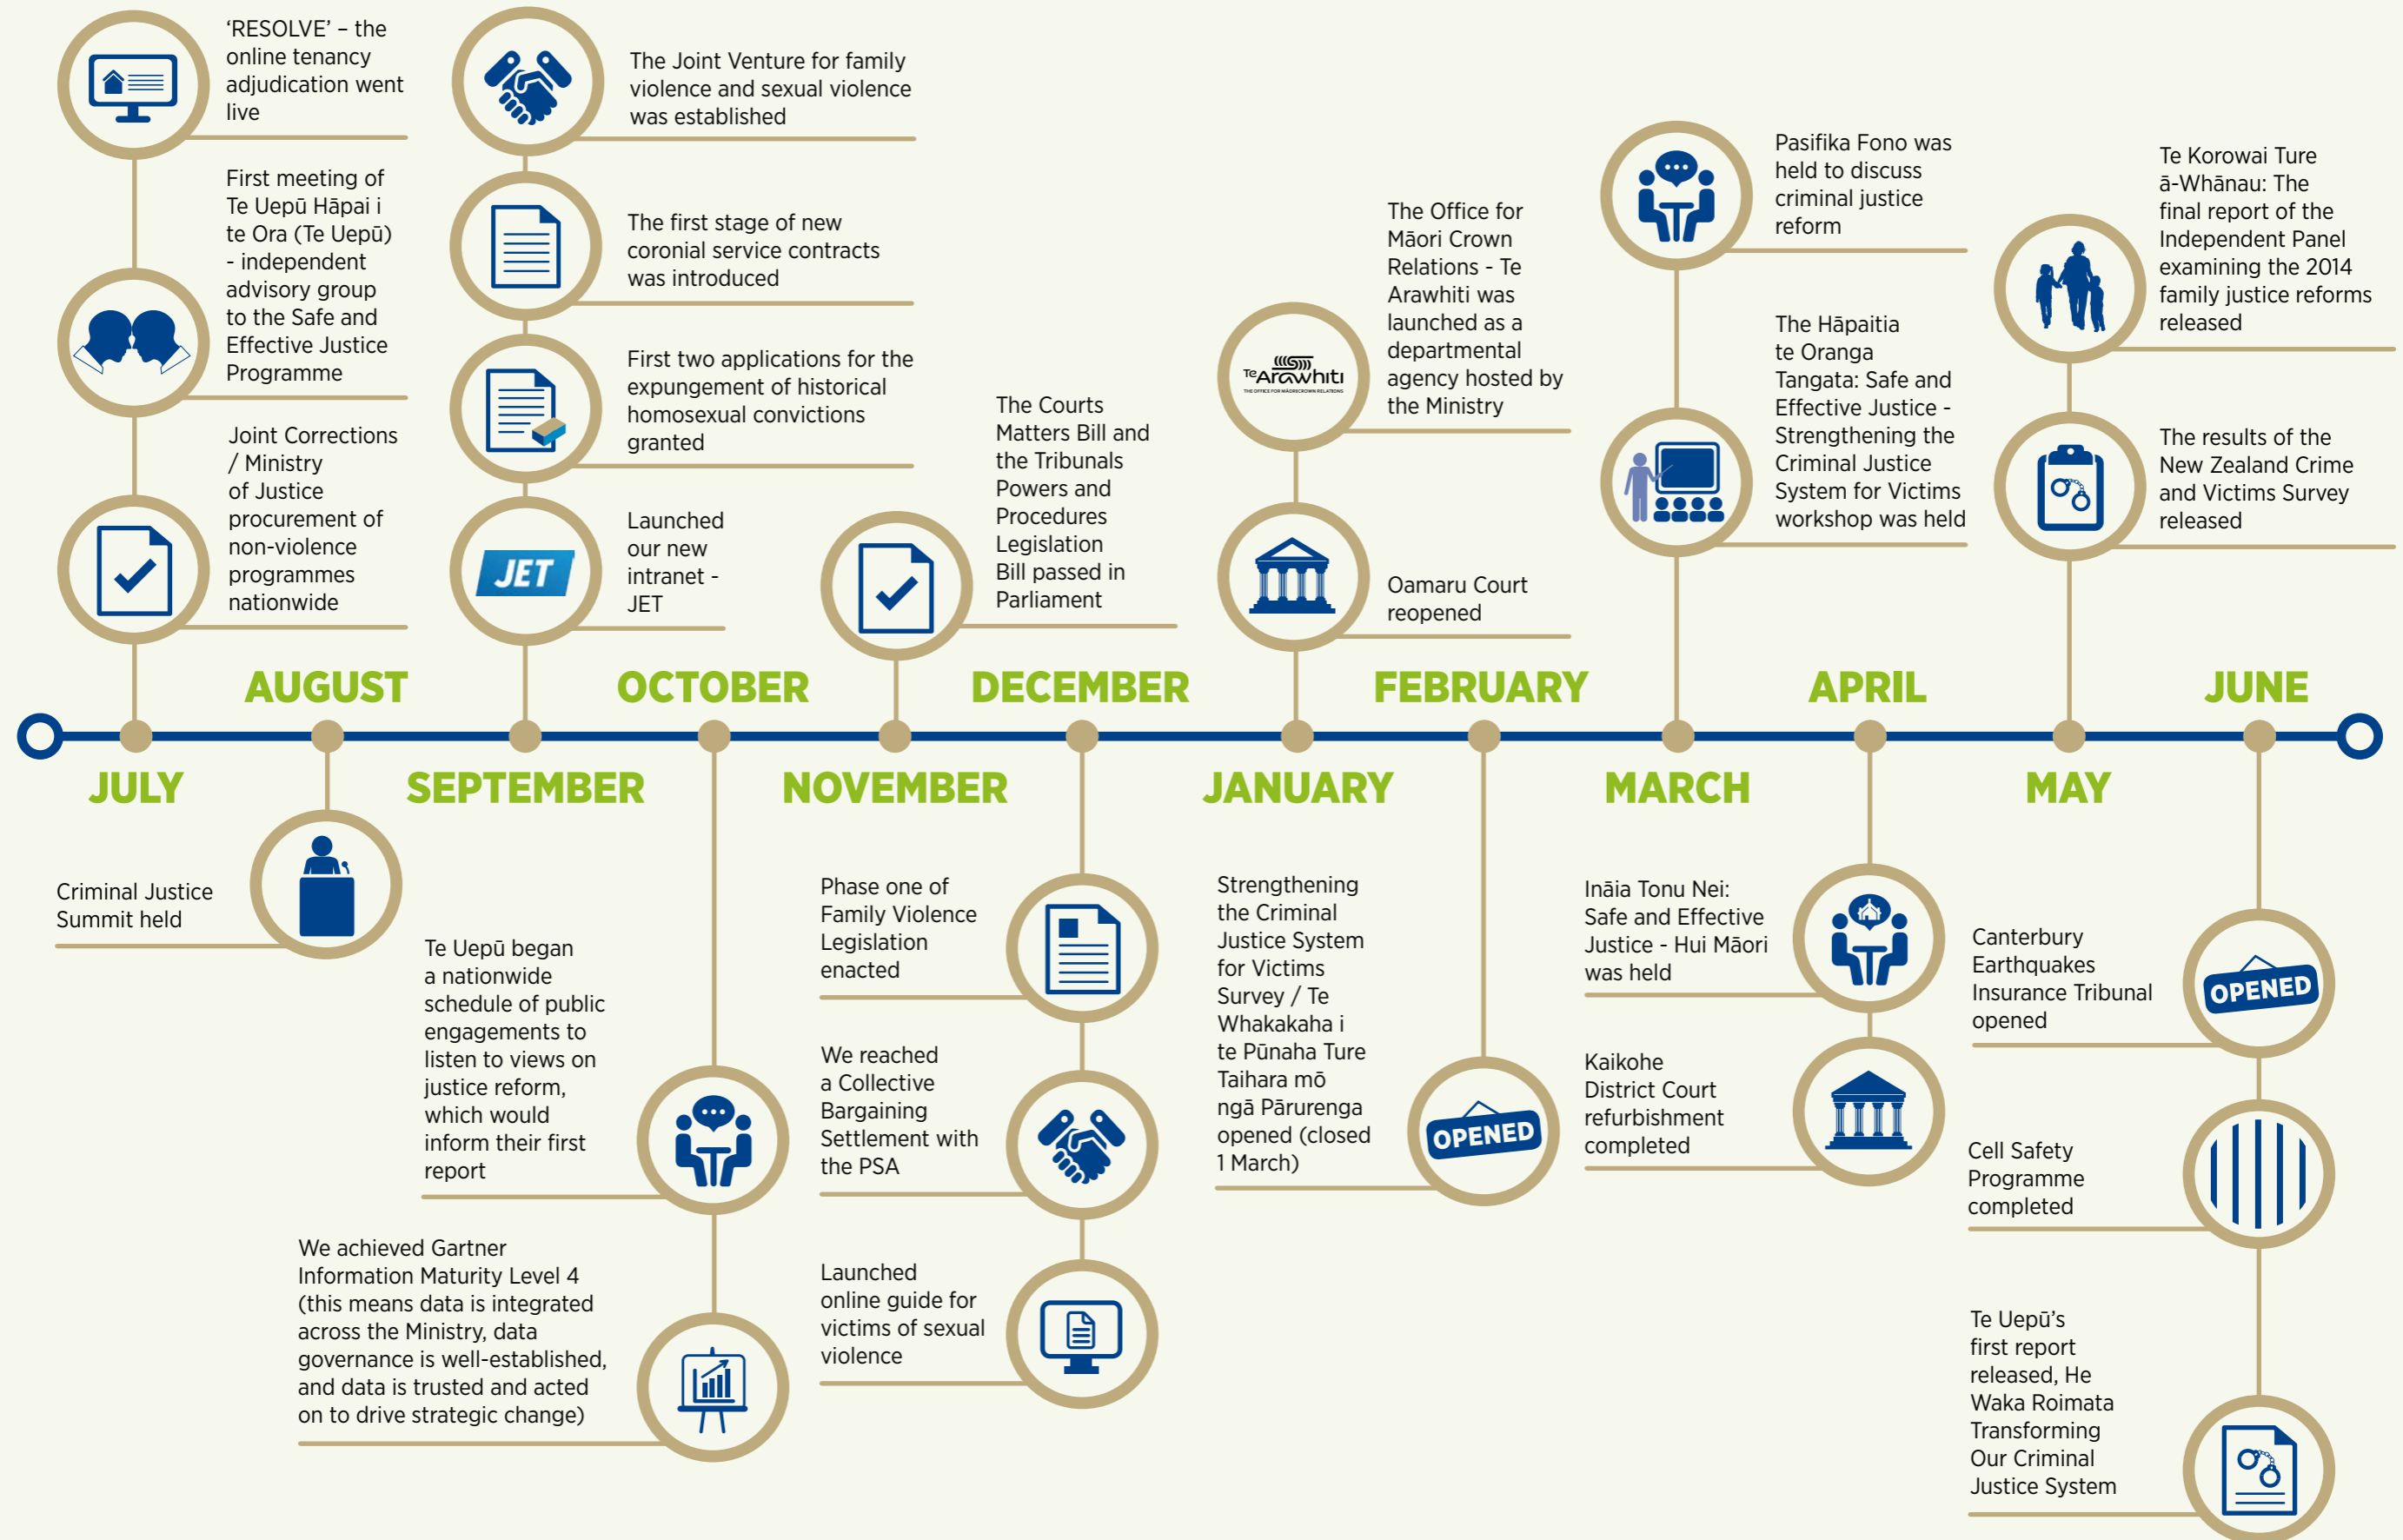 ‘RESOLVE’ – the
online tenancy
adjudication went
live
First meeting of
Te Uepū Hāpai i
te Ora (Te Uepū)
- independent
advisory group
to the Safe and
Effective Justice
Programme
Joint Corrections
/ Ministry
of Justice
procurement of
non-violence
programmes
nationwide
The Joint Venture for family
violence and sexual violence
was established
The first stage of new
coronial service contracts
was introduced
First two applications for the
expungement of historical
homosexual convictions
granted
JET
Launched
our new
intranet -
JET
The Courts
Matters Bill and
the Tribunals
Powers and
Procedures
Legislation
Bill passed in
Parliament
Te Arawhiti
THE OFFICE FOR MĀORI CROWN RELATIONS
The Office for
Māori Crown
Relations - Te
Arawhiti was
launched as a
departmental
agency hosted by
the Ministry
Oamaru Court
reopened
Pasifika Fono was
held to discuss
criminal justice
reform
The Hāpaitia
te Oranga
Tangata: Safe and
Effective Justice -
Strengthening the
Criminal Justice
System for Victims
workshop was held
Te Korowai Ture
ā-Whānau: The
final report of the
Independent Panel
examining the 2014
family justice reforms
released
The results of the
New Zealand Crime
and Victims Survey
released
AUGUST
OCTOBER
DECEMBER
FEBRUARY
APRIL
JUNE
JULY
SEPTEMBER
NOVEMBER
JANUARY
MARCH
MAY
Criminal Justice
Summit held
Te Uepū began
a nationwide
schedule of public
engagements to
listen to views on
justice reform,
which would
inform their first
report
We achieved Gartner
Information Maturity Level 4
(this means data is integrated
across the Ministry, data
governance is well-established,
and data is trusted and acted
on to drive strategic change)
Phase one of
Family Violence
Legislation
enacted
We reached
a Collective
Bargaining
Settlement with
the PSA
Launched
online guide for
victims of sexual
violence
Strengthening
the Criminal
Justice System
for Victims
Survey / Te
Whakakaha i
te Pūnaha Ture
Taihara mō
ngā Pārurenga
opened (closed
1 March)
OPENED
Ināia Tonu Nei:
Safe and Effective
Justice - Hui Māori
was held
Kaikohe
District Court
refurbishment
completed
Canterbury
Earthquakes
Insurance Tribunal
opened
OPENED
Cell Safety
Programme
completed
Te Uepū’s
first report
released, He
Waka Roimata
Transforming
Our Criminal
Justice System